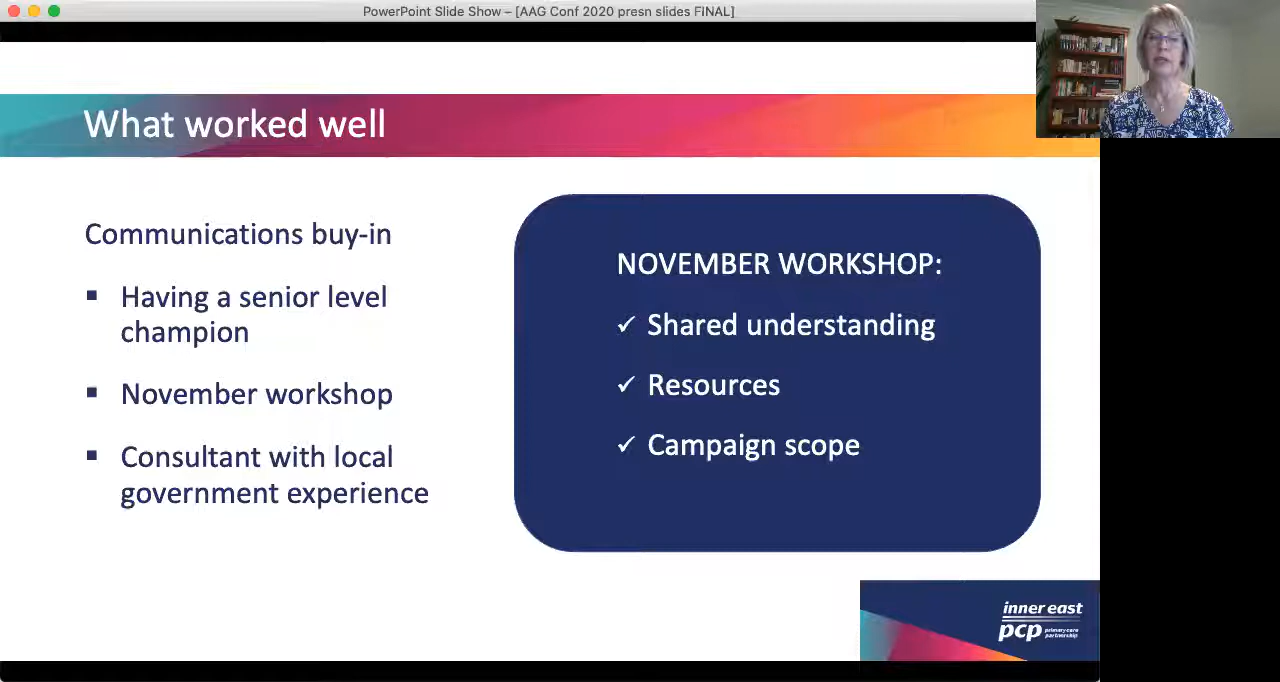 PowerPoint Slide Show – [AAG Conf 2020 presn slides FINAL]
What worked well
Communications buy-in
▪ Having a senior level
champion
▪ November workshop
▪ Consultant with local
government experience
NOVEMBER WORKSHOP:
✓ Shared understanding
✓ Resources
✓ Campaign scope
inner east
pcp primary care
partnership